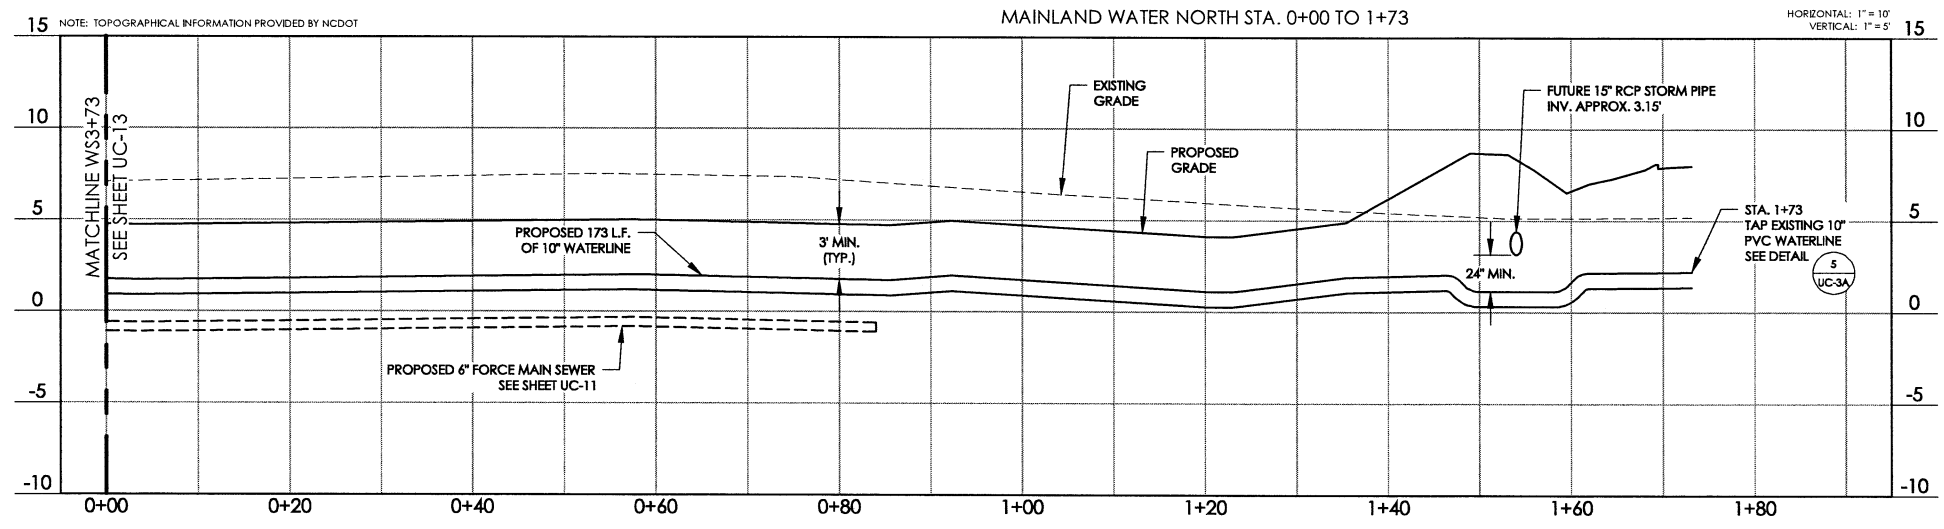 MAINLAND WATER NORTH STA. 0+00 TO 1+73
NOTE: TOPOGRAPHICAL INFORMATION PROVIDED BY NCDOT
HORIZONTAL: 1" = 10'
VERTICAL: 1" = 5'
15
10
5
0
-5
-10
MATCHLINE WS3+73
SEE SHEET UC-13
EXISTING
GRADE
PROPOSED
GRADE
FUTURE 15" RCP STORM PIPE
INV. APPROX. 3.15'
PROPOSED 173 L.F.
OF 10" WATERLINE
3' MIN.
(TYP.)
24" MIN.
STA. 1+73
TAP EXISTING 10"
PVC WATERLINE
SEE DETAIL
5
UC-3A
PROPOSED 6" FORCE MAIN SEWER
SEE SHEET UC-11
15
10
5
0
-5
-10
0+00 0+20 0+40 0+60 0+80 1+00 1+20 1+40 1+60 1+80